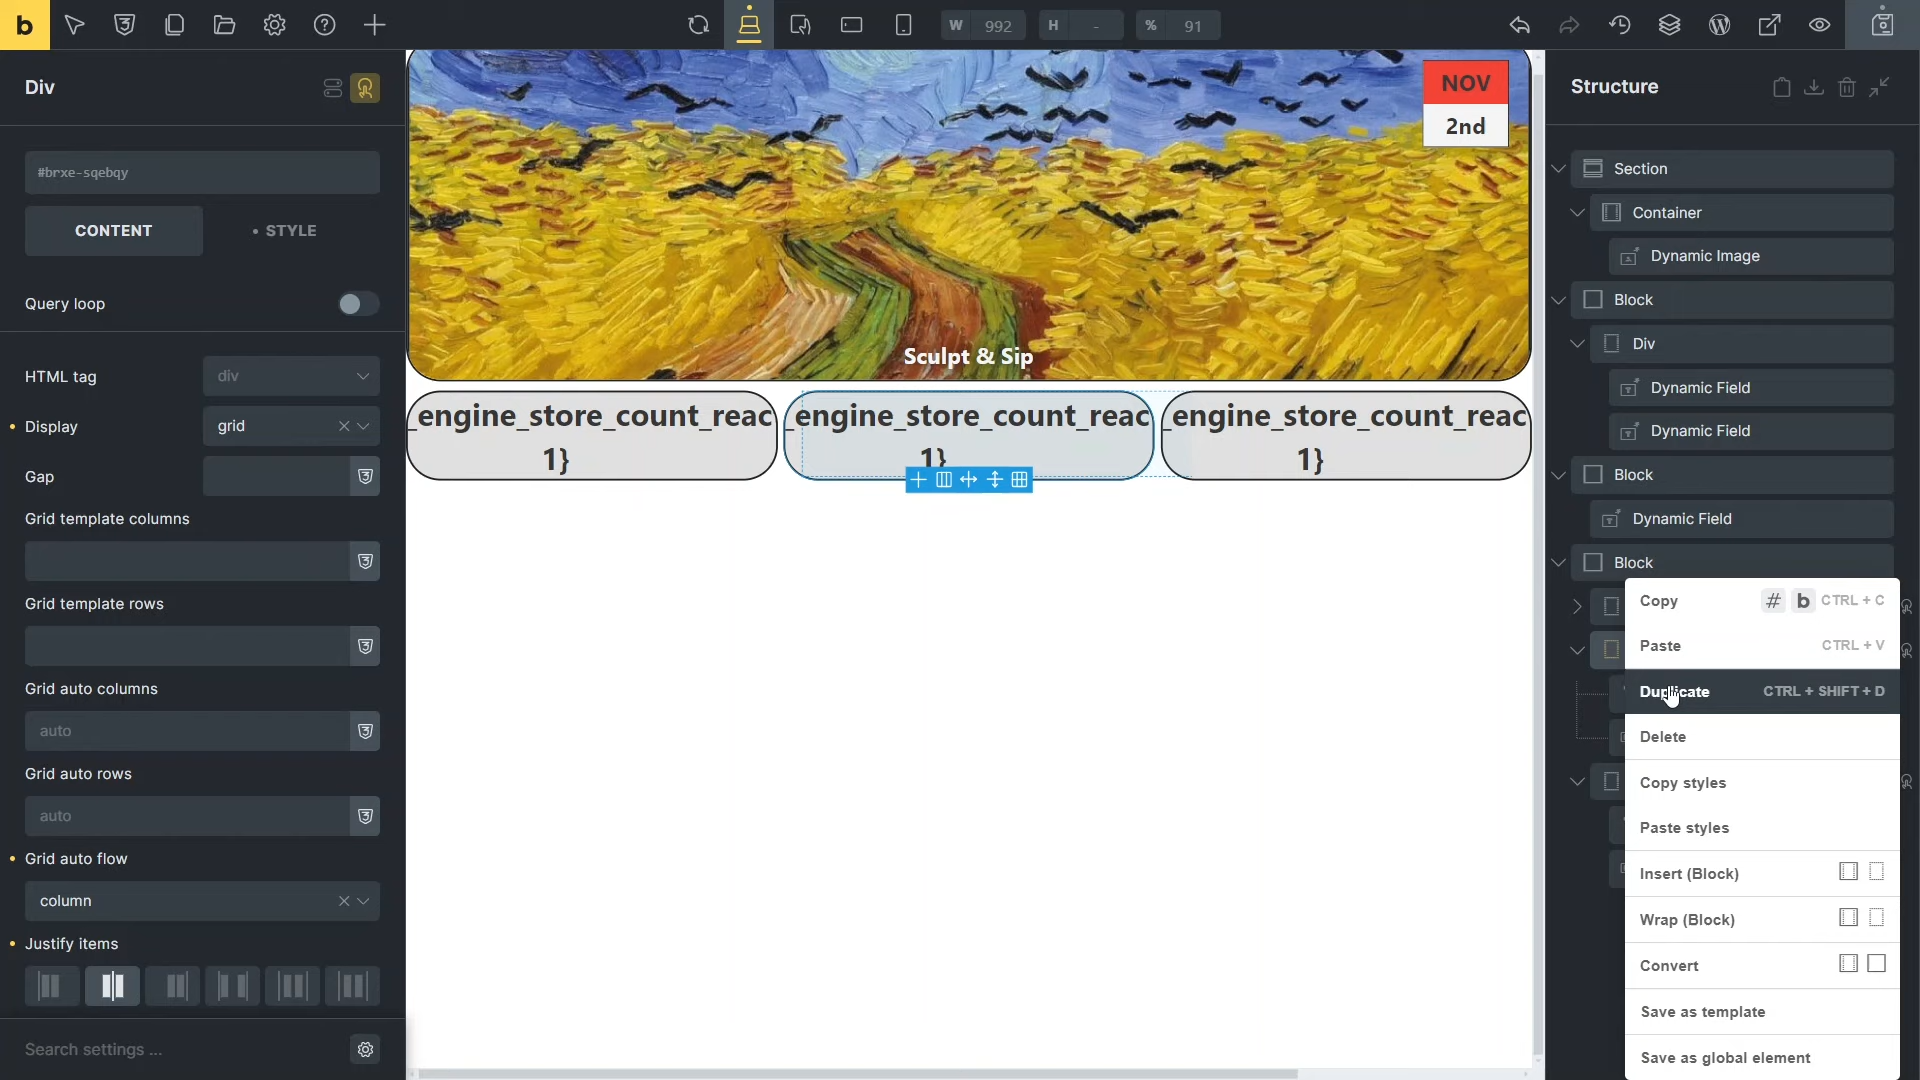 b
W 992 H - % 91
Div
#brxe-sqebqy
CONTENT
STYLE
Query loop
HTML tag
div
Display
grid
Gap
Grid template columns
Grid template rows
Grid auto columns
auto
Grid auto rows
auto
Grid auto flow
column
Justify items
Search settings ...
NOV
2nd
Sculpt & Sip
_engine_store_count_reac
1}
_engine_store_count_reac
1}
_engine_store_count_reac
1}
Structure
Section
Container
Dynamic Image
Block
Div
Dynamic Field
Dynamic Field
Block
Dynamic Field
Block
Copy # b CTRL + C
Paste CTRL + V
Duplicate CTRL + SHIFT + D
Delete
Copy styles
Paste styles
Insert (Block)
Wrap (Block)
Convert
Save as template
Save as global element